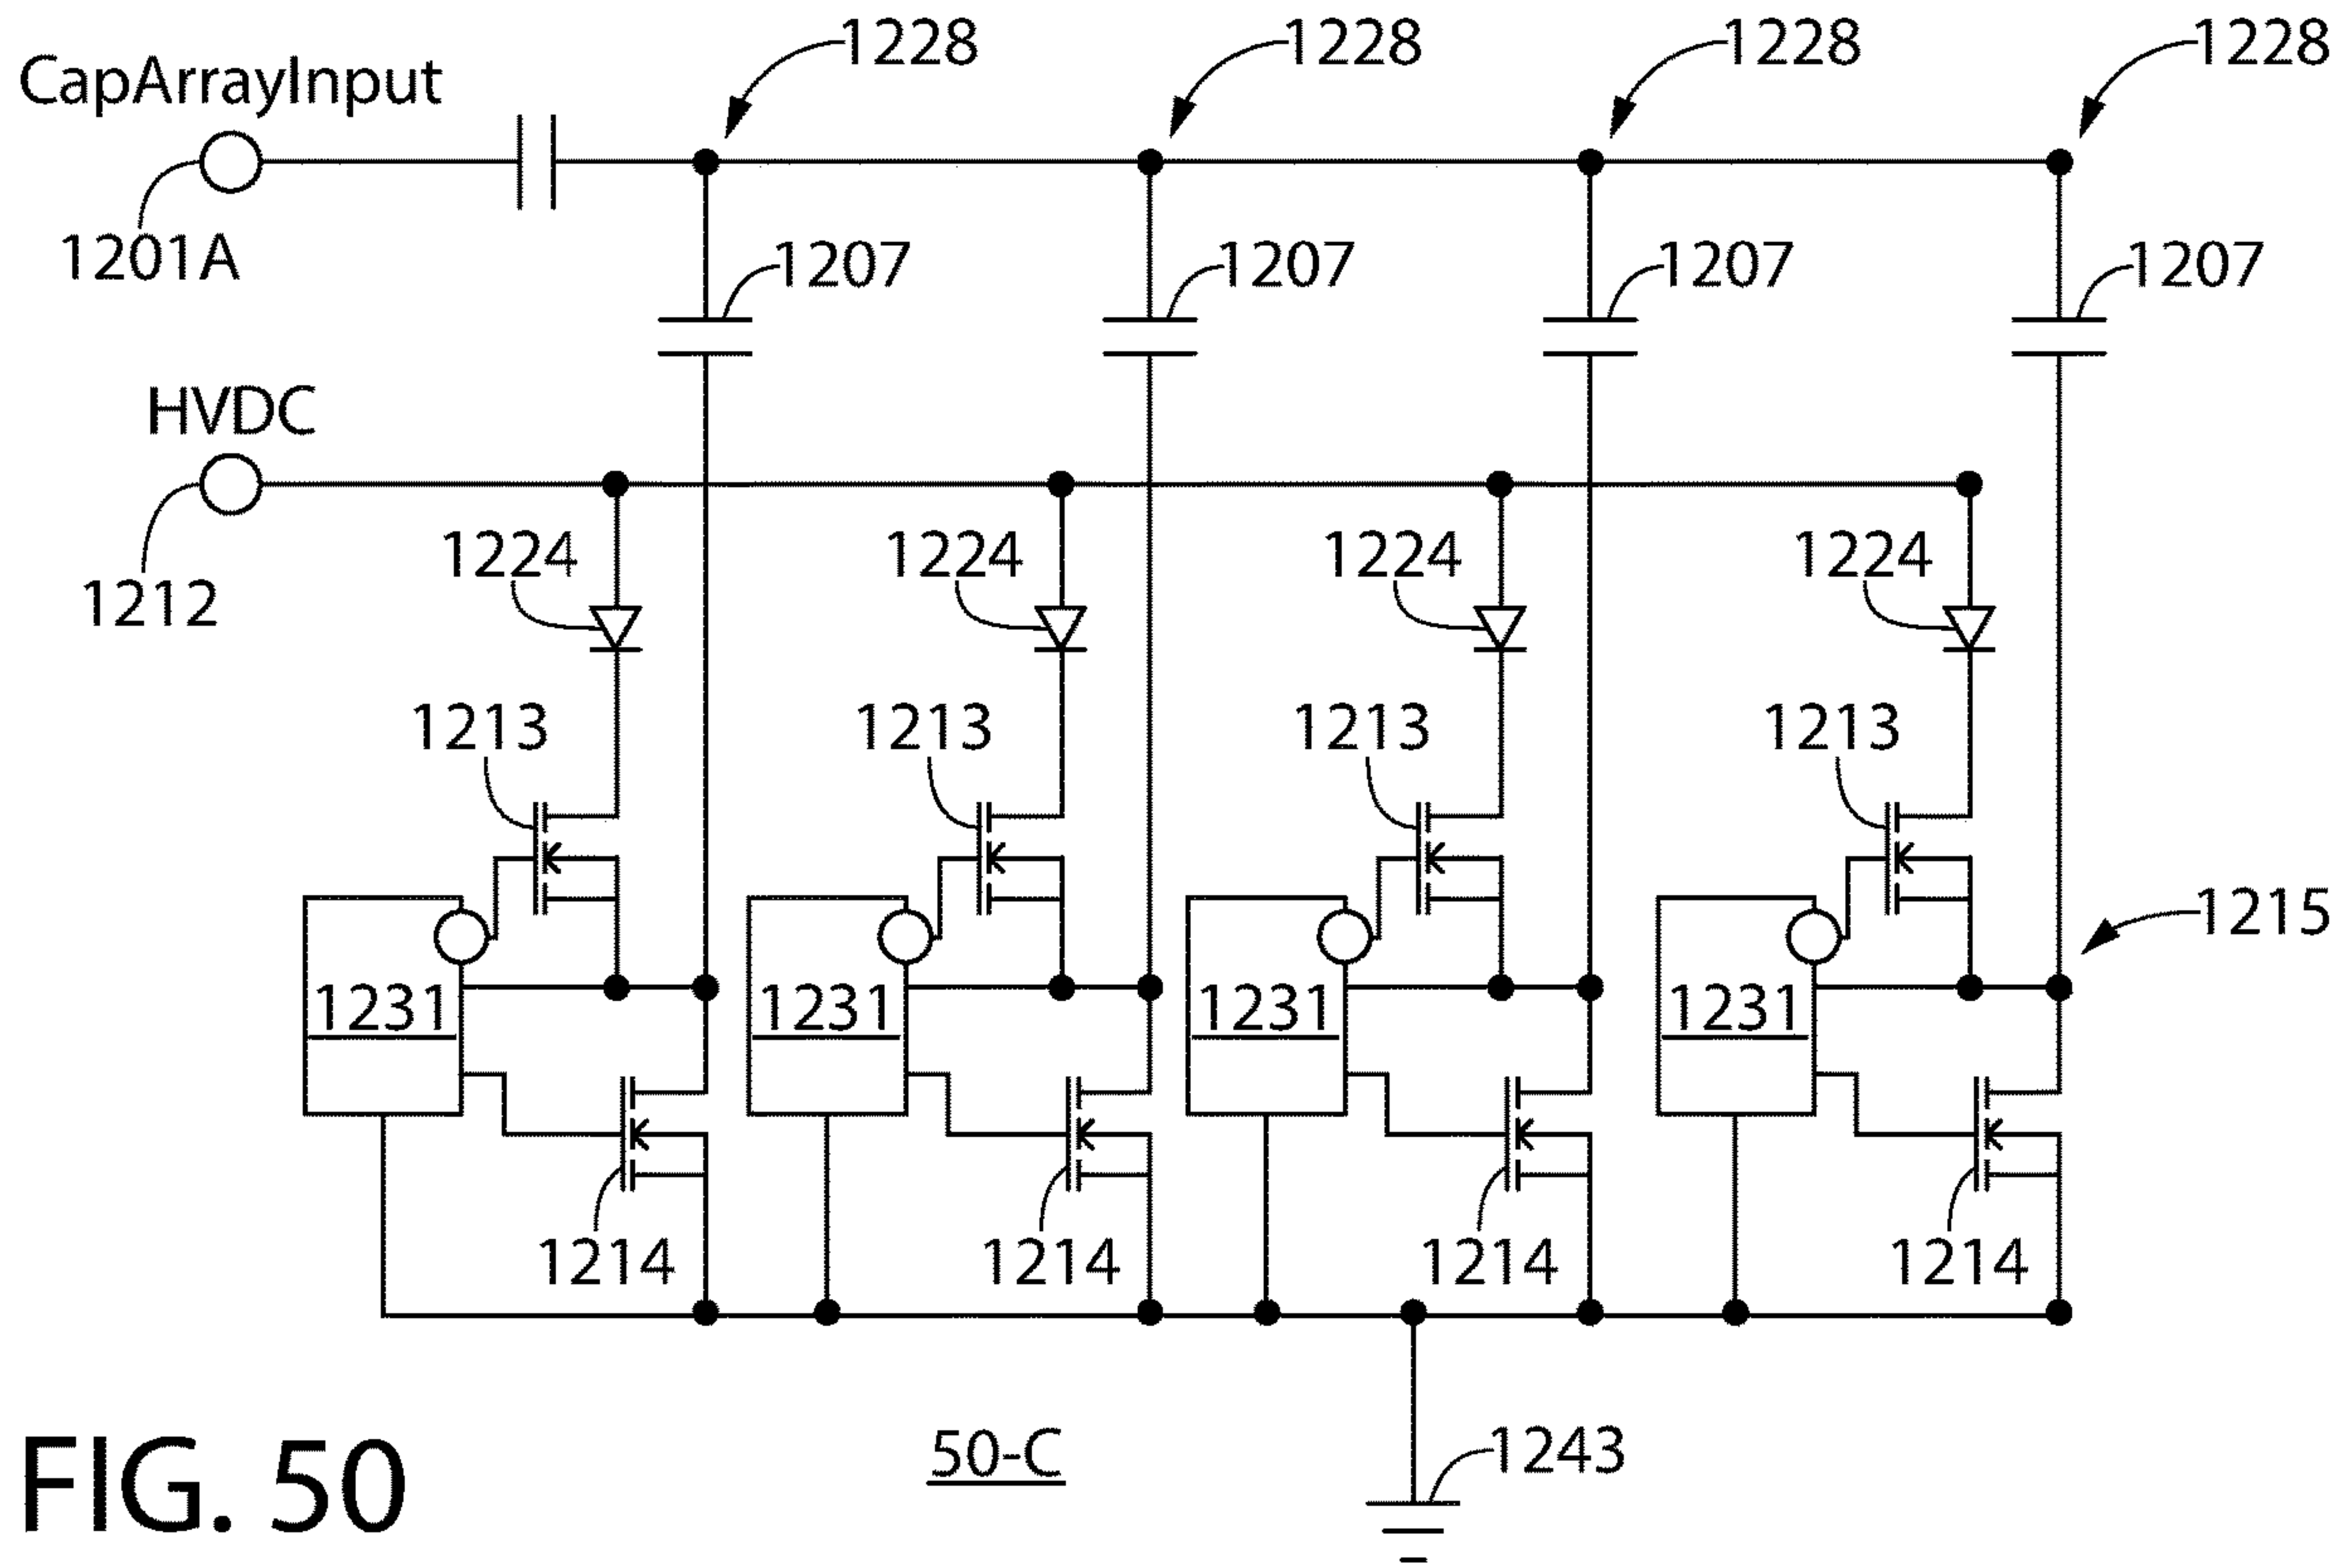 1228 1228 1228 1228
CapArrayInput
1201A
1207 1207 1207 1207
HVDC
1212
1224 1224 1224 1224
1213 1213 1213 1213
1215
1231 1231 1231 1231
1214 1214 1214 1214
FIG. 50
50-C
1243